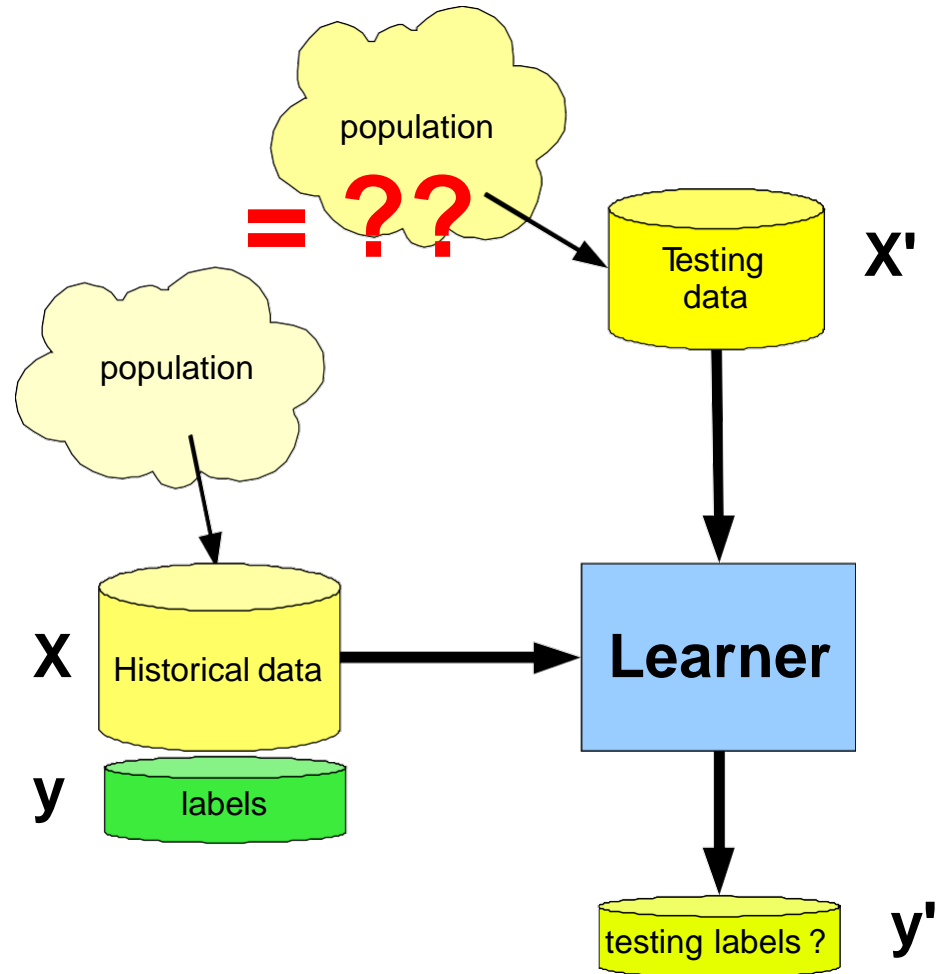 population
= ??
Testing
data
X'
population
X
Historical data
Learner
y
labels
testing labels ?
y'